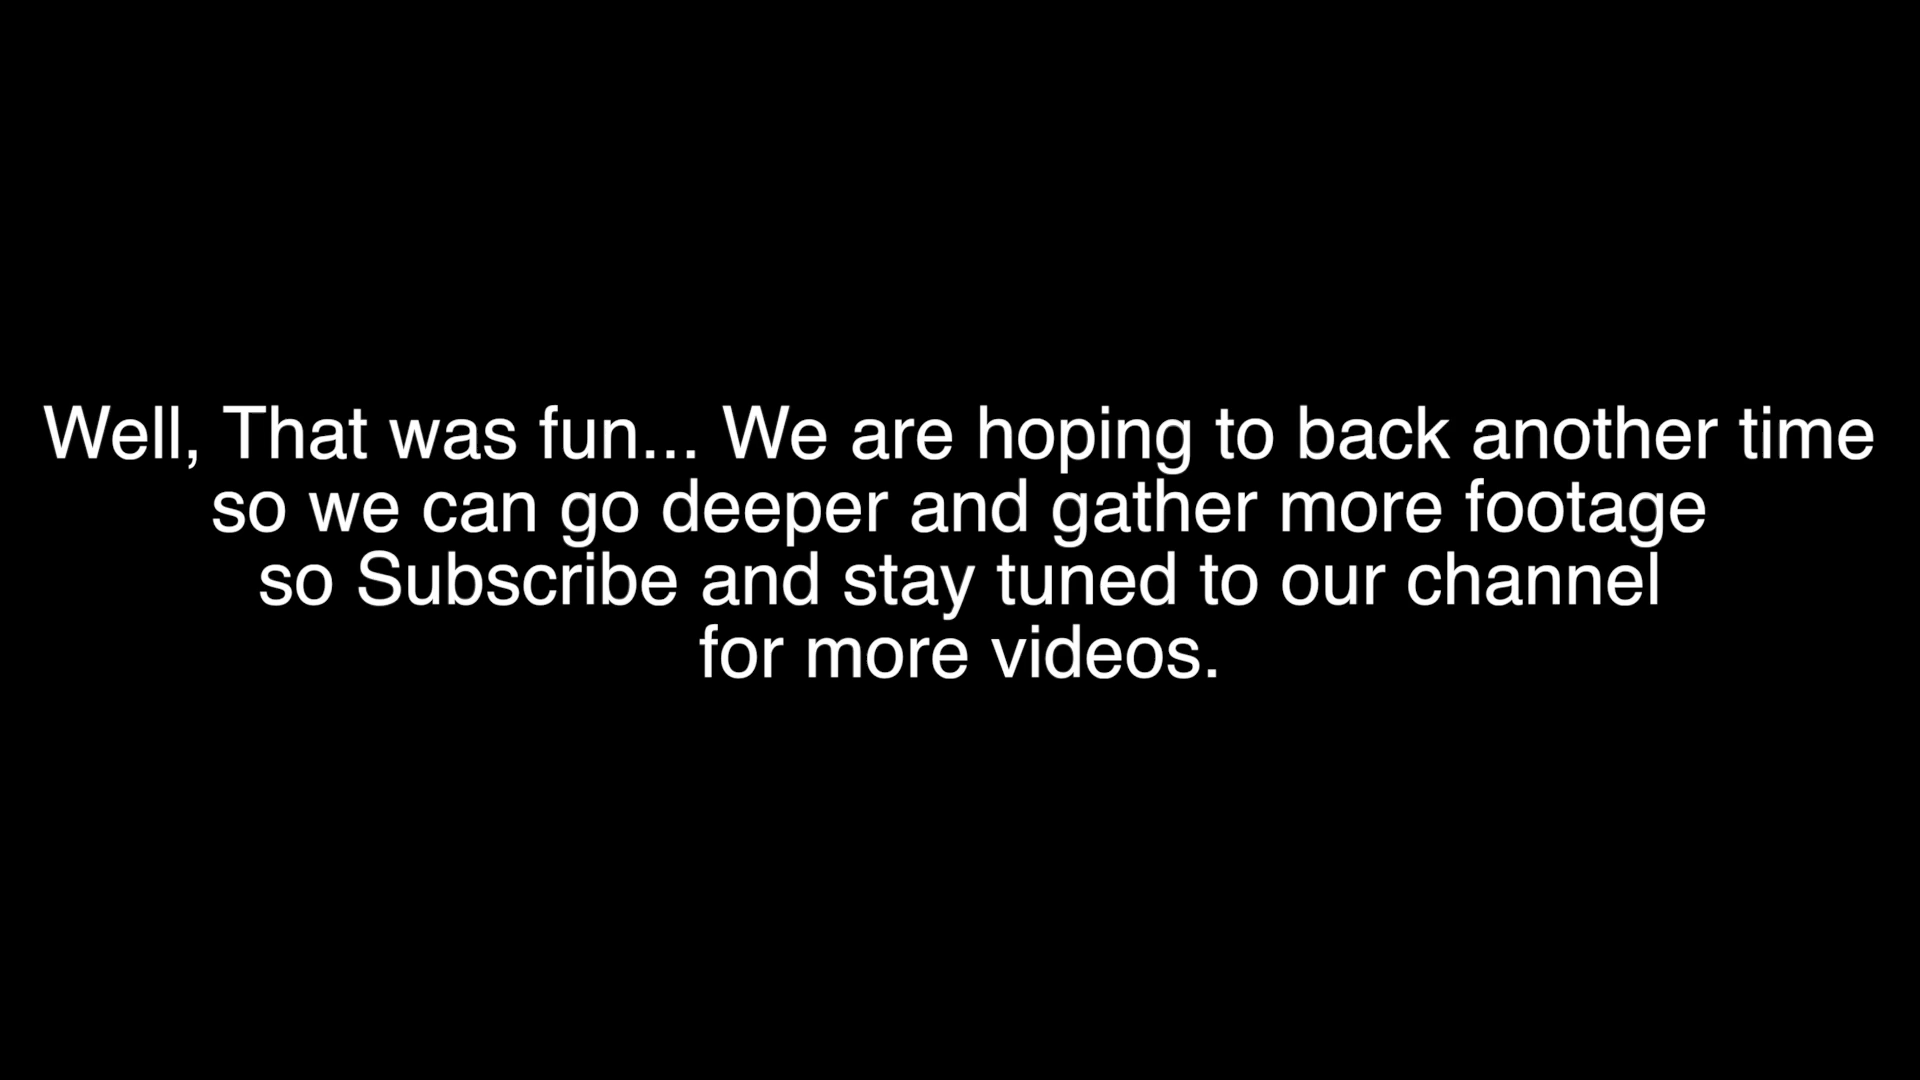 Well, That was fun... We are hoping to back another time
so we can go deeper and gather more footage
so Subscribe and stay tuned to our channel
for more videos.